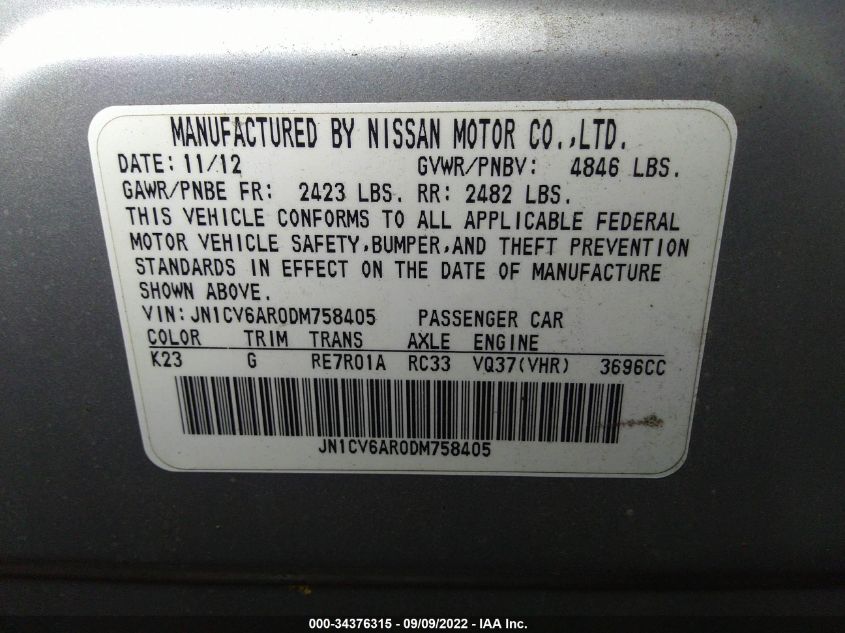 MANUFACTURED BY NISSAN MOTOR CO.,LTD.
DATE: 11/12 GVWR/PNBV: 4846 LBS.
GAWR/PNBE FR: 2423 LBS. RR: 2482 LBS.
THIS VEHICLE CONFORMS TO ALL APPLICABLE FEDERAL
MOTOR VEHICLE SAFETY,BUMPER,AND THEFT PREVENTION
STANDARDS IN EFFECT ON THE DATE OF MANUFACTURE
SHOWN ABOVE.
VIN: JN1CV6AR0DM758405 PASSENGER CAR
COLOR TRIM TRANS AXLE ENGINE
K23 G RE7R01A RC33 VQ37(VHR) 3696CC
JN1CV6AR0DM758405
000-34376315 - 09/09/2022 - IAA Inc.